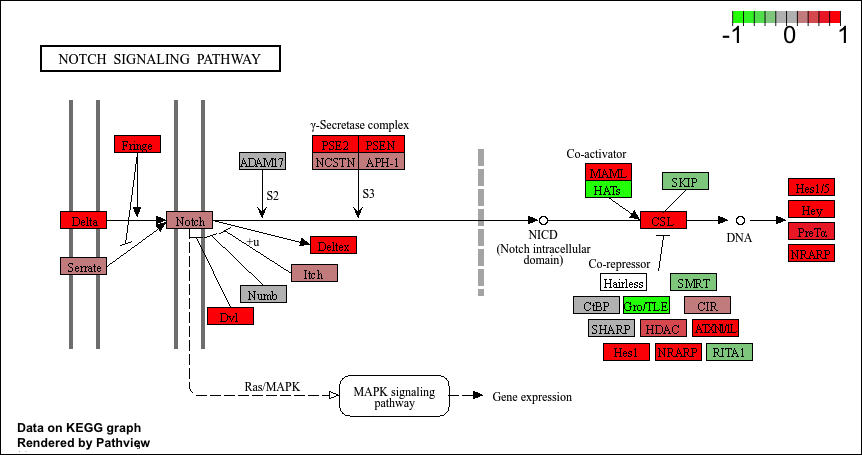 -1 0 1
NOTCH SIGNALING PATHWAY
Fringe
γ-Secretase complex
PSE2 PSEN
NCSTN APH-1
ADAM17
S2
S3
Co-activator
MAML
HATs
SKIP
Delta
Notch
Serrate
+u
Deltex
Itch
Numb
Dvl
NICD
(Notch intracellular
domain)
CSL
DNA
Hes1/5
Hey
PreTα
NRARP
Co-repressor
Hairless
SMRT
CtBP
Gro/TLE
CIR
SHARP
HDAC
ATXN1/1L
Hes1
NRARP
RITA1
Ras/MAPK
MAPK signaling
pathway
Gene expression
Data on KEGG graph
Rendered by Pathview